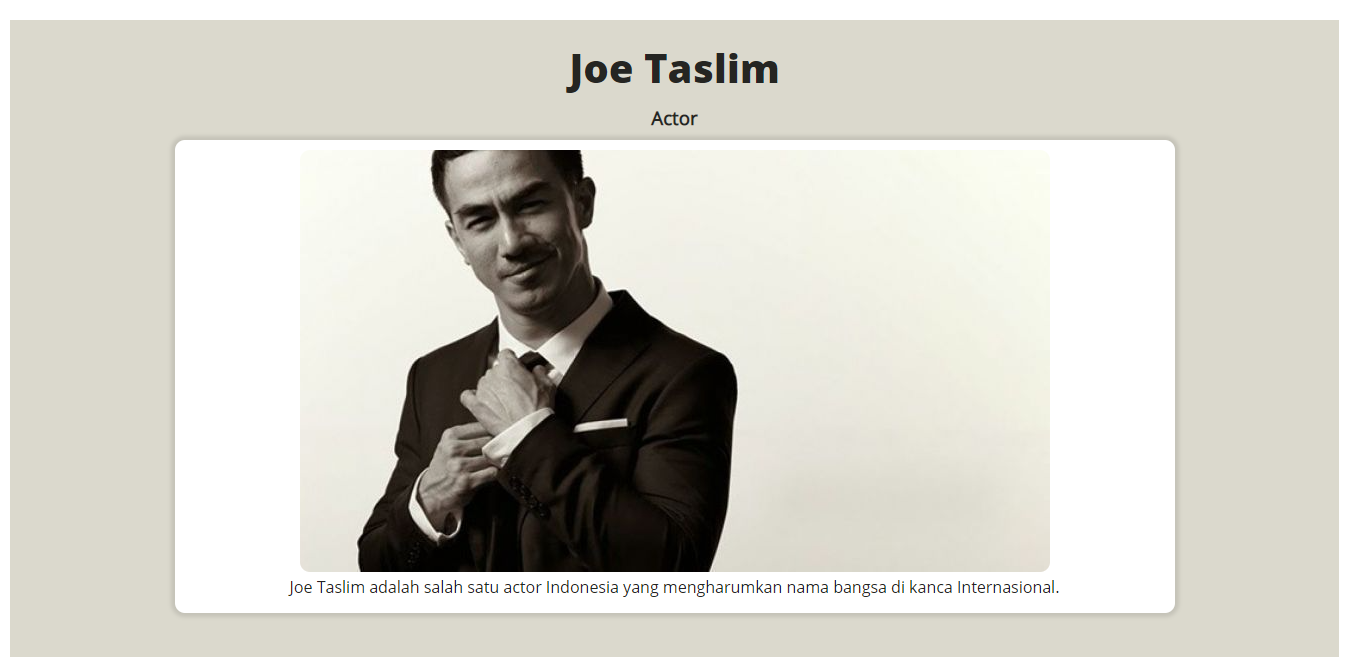 Joe Taslim
Actor
Joe Taslim adalah salah satu actor Indonesia yang mengharumkan nama bangsa di kanca Internasional.